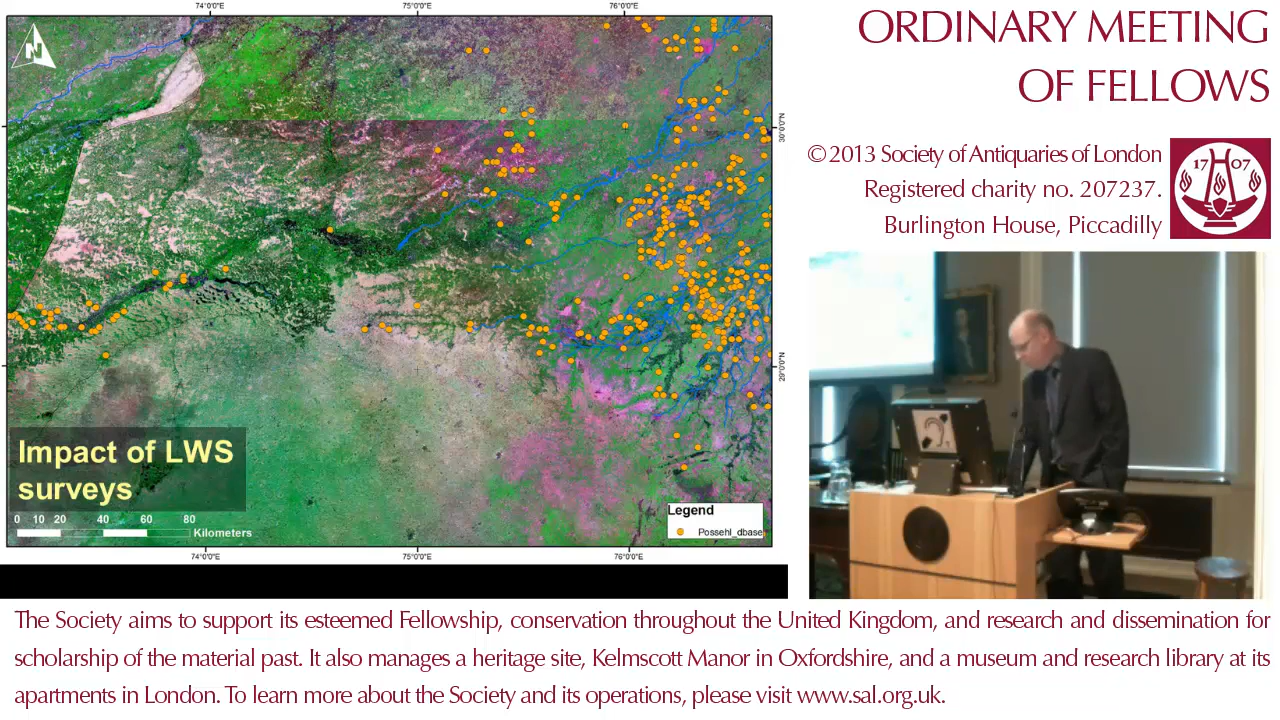 74°0'0"E
75°0'0"E
76°0'0"E
N
30°0'0"N
29°0'0"N
Impact of LWS
surveys
0 10 20 40 60 80
Kilometers
Legend
Possehl_dbase
74°0'0"E
75°0'0"E
76°0'0"E
ORDINARY MEETING
OF FELLOWS
© 2013 Society of Antiquaries of London
Registered charity no. 207237.
Burlington House, Piccadilly
17 07
The Society aims to support its esteemed Fellowship, conservation throughout the United Kingdom, and research and dissemination for
scholarship of the material past. It also manages a heritage site, Kelmscott Manor in Oxfordshire, and a museum and research library at its
apartments in London. To learn more about the Society and its operations, please visit www.sal.org.uk.